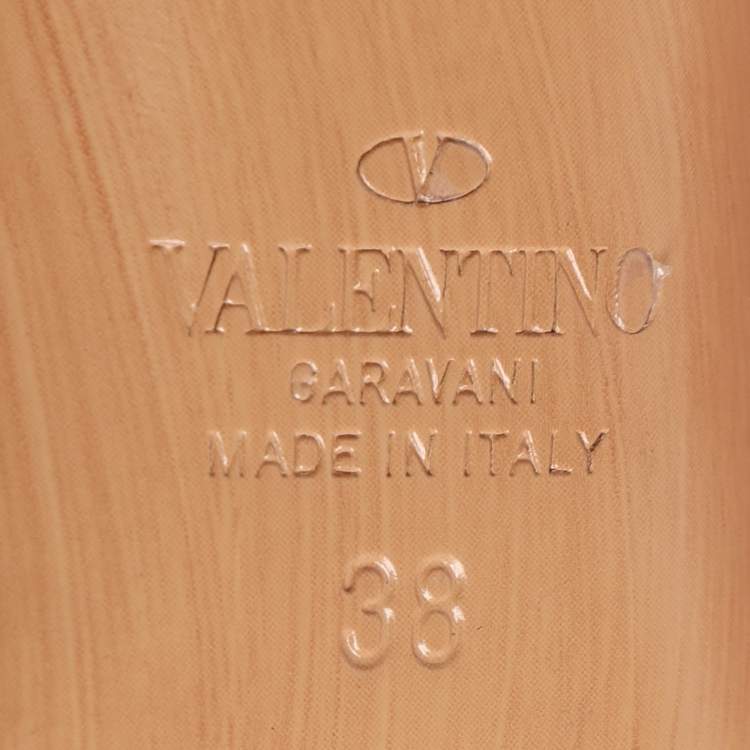 V
VALENTINO
GARAVANI
MADE IN ITALY
38